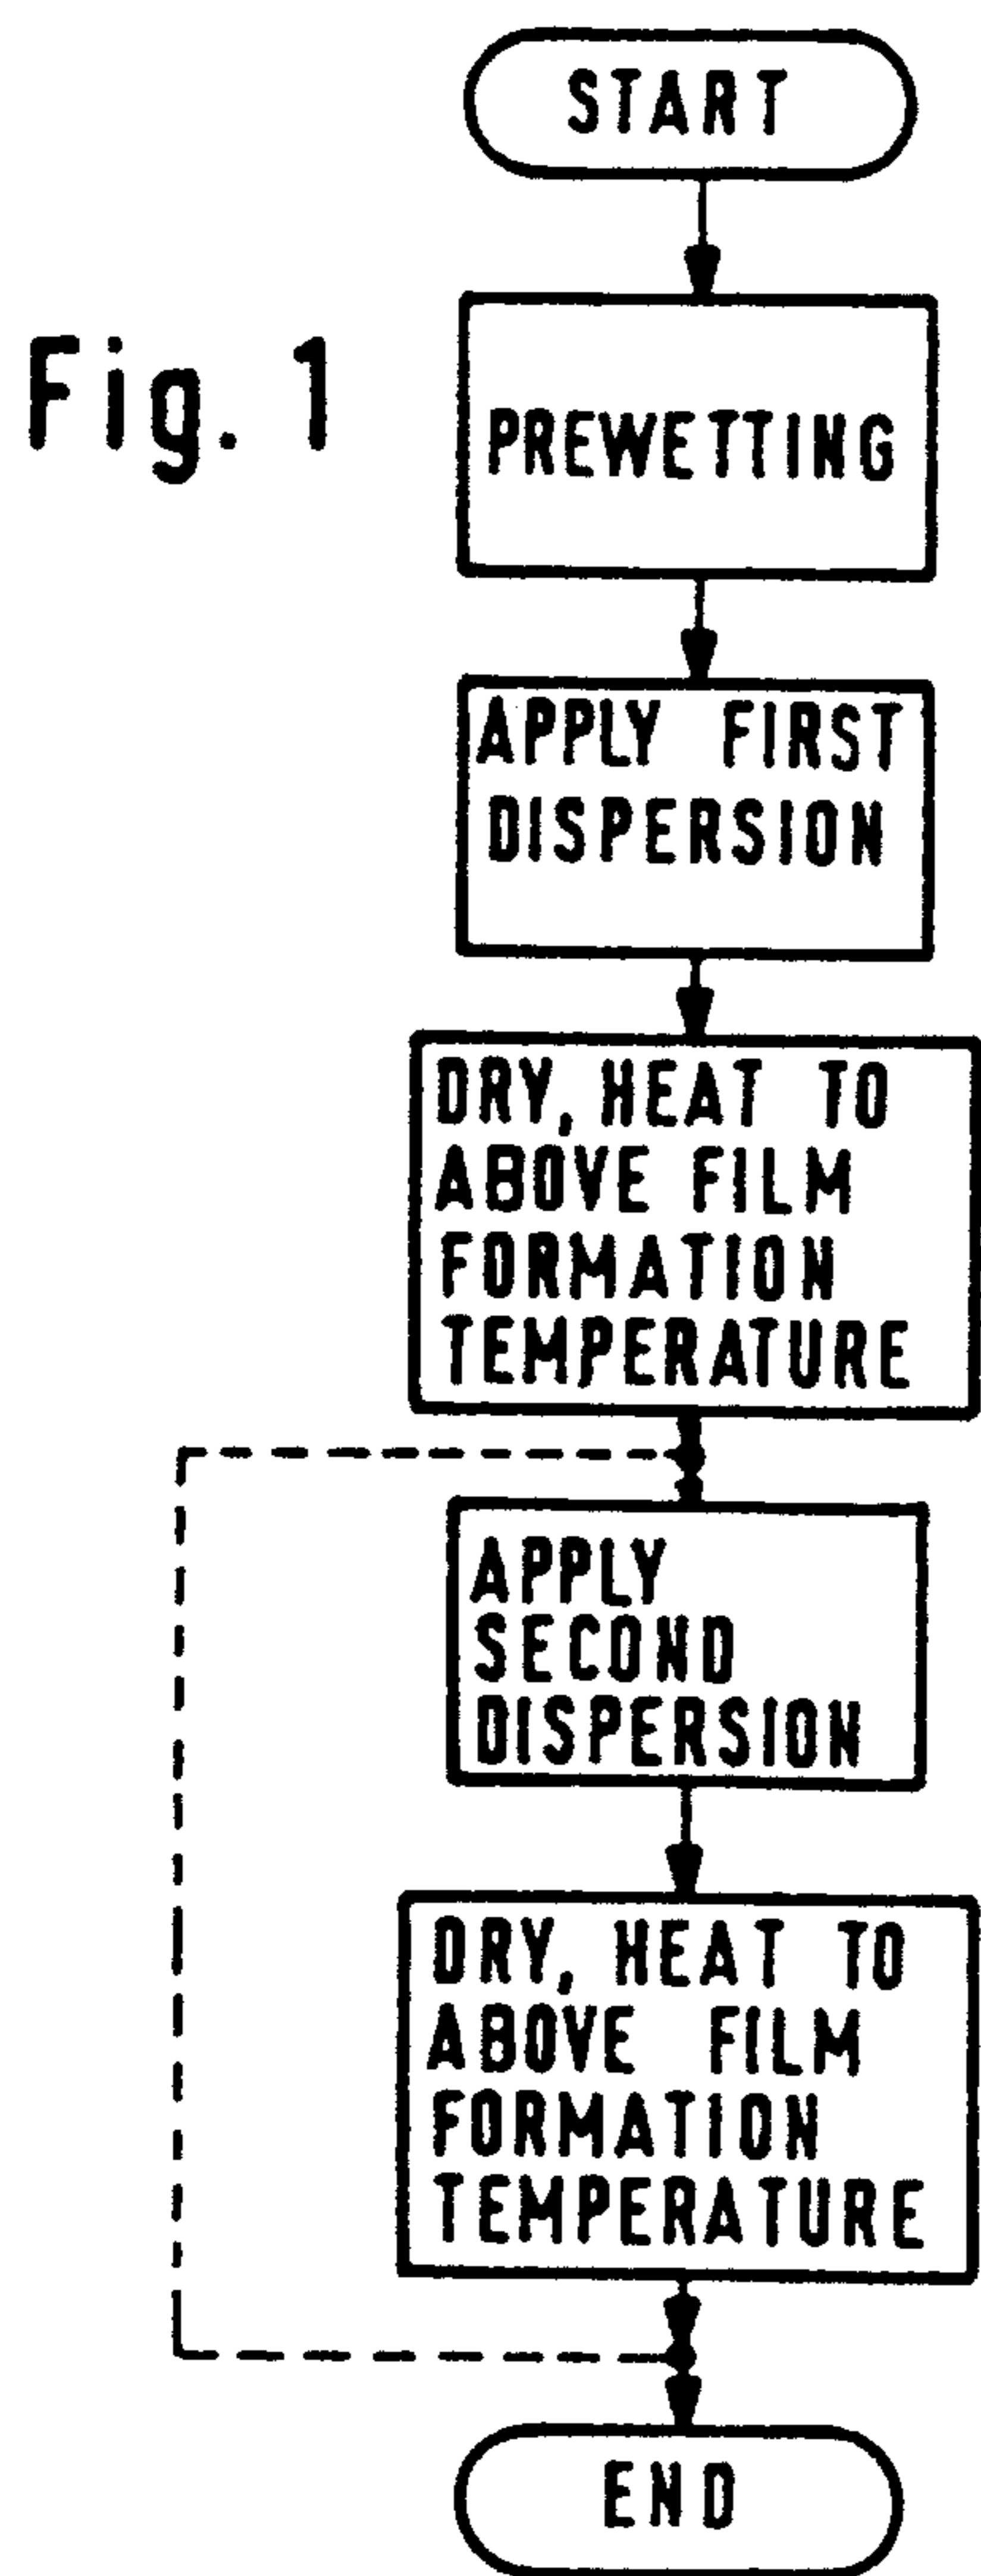 START
Fig. 1
PREWETTING
APPLY FIRST
DISPERSION
DRY, HEAT TO
ABOVE FILM
FORMATION
TEMPERATURE
APPLY
SECOND
DISPERSION
DRY, HEAT TO
ABOVE FILM
FORMATION
TEMPERATURE
END